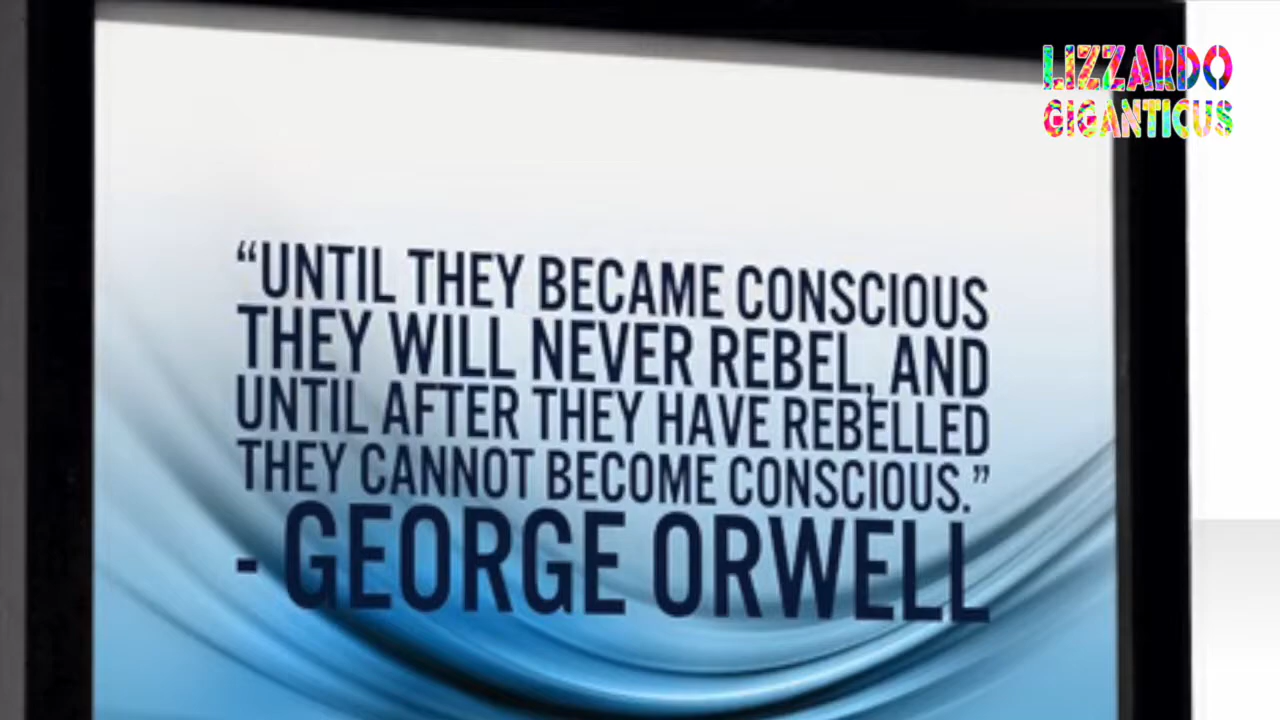 LIZZARDO
GIGANTICUS
“UNTIL THEY BECAME CONSCIOUS
THEY WILL NEVER REBEL, AND
UNTIL AFTER THEY HAVE REBELLED
THEY CANNOT BECOME CONSCIOUS.”
- GEORGE ORWELL